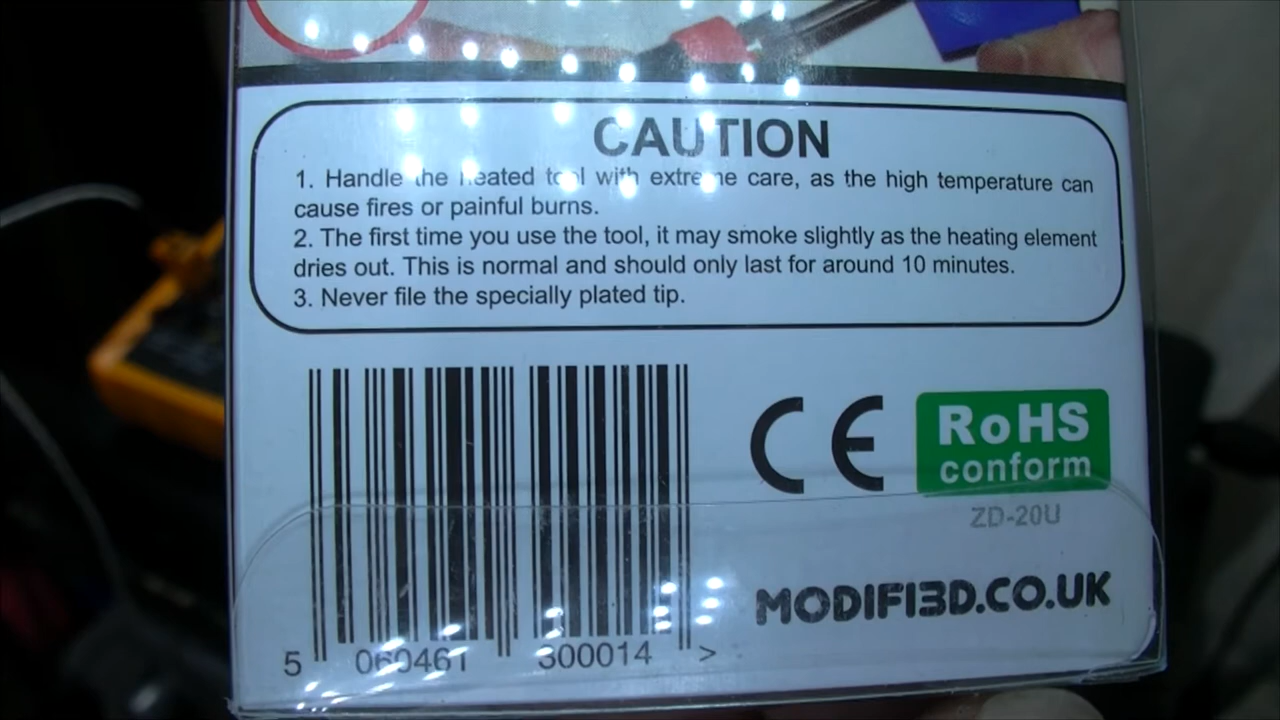 CAUTION
1. Handle the heated tool with extreme care, as the high temperature can
cause fires or painful burns.
2. The first time you use the tool, it may smoke slightly as the heating element
dries out. This is normal and should only last for around 10 minutes.
3. Never file the specially plated tip.
CE
RoHS
conform
ZD-20U
MODIFI3D.CO.UK
5 060461 300014 >